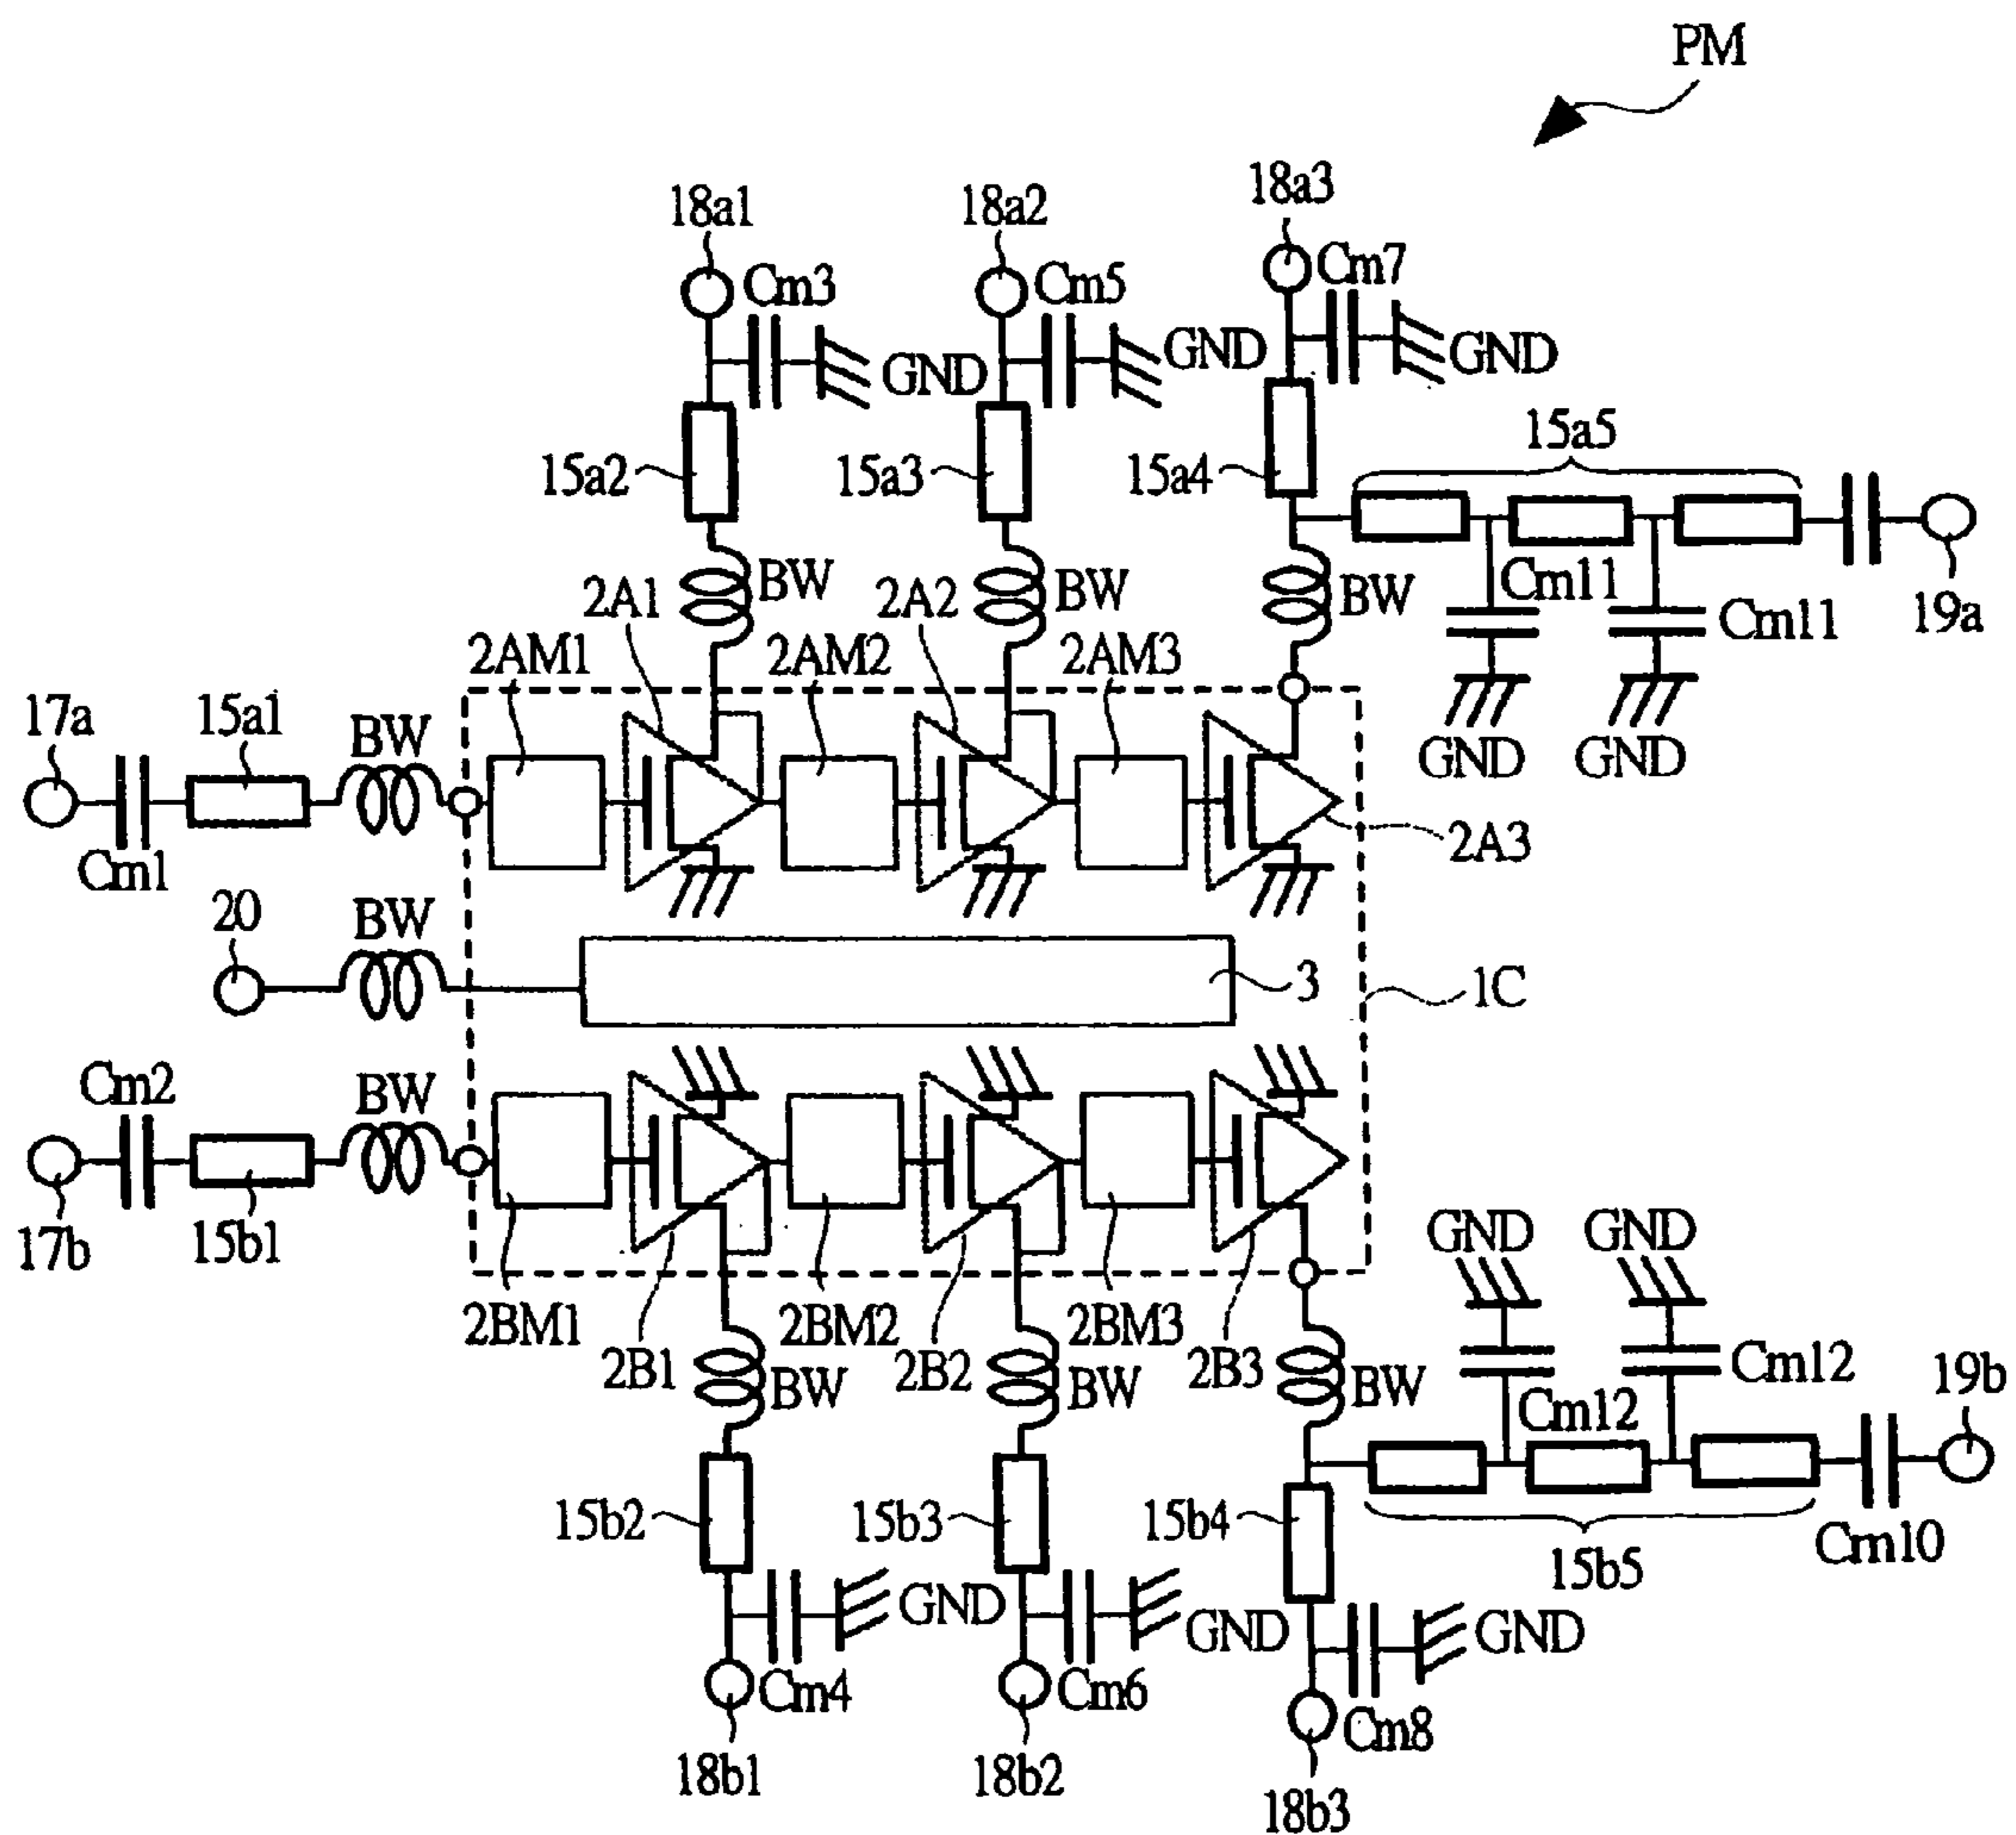 PM
18a1
18a2
18a3
Cm3
Cm5
Cm7
GND
GND
GND
15a2
15a3
15a4
15a5
BW
BW
BW
2A1
2A2
Cm11
Cm11
19a
2AM1
2AM2
2AM3
17a
15a1
BW
GND
GND
Cm1
2A3
20
BW
3
1C
Cm2
BW
17b
15b1
GND
GND
2BM1
2B1
2BM2
2B2
2BM3
2B3
BW
BW
BW
Cm12
Cm12
19b
15b2
15b3
15b4
15b5
Cm10
GND
GND
GND
Cm4
Cm6
Cm8
18b1
18b2
18b3